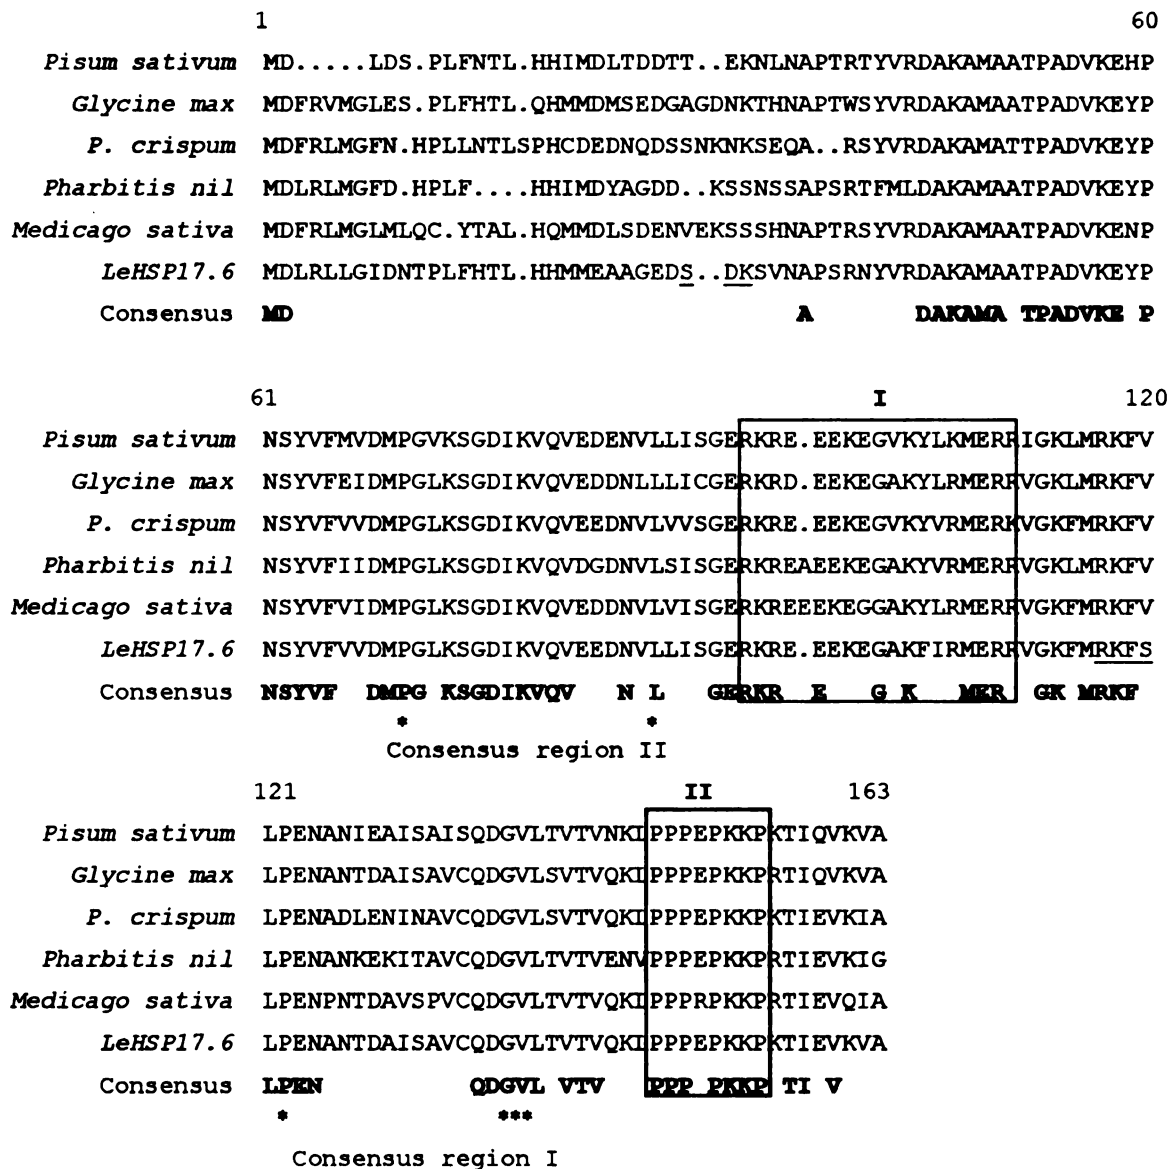 1 60
Pisum sativum MD.....LDS.PLFNTL.HHIMDLTDDTT..EKNLNAPTRTYVRDAKAMAATPADVKEHP
Glycine max MDFRVMGLES.PLFHTL.QHMMDMSEDGAGDNKTHNAPTWSYVRDAKAMAATPADVKEYP
P. crispum MDFRLMGFN.HPLLNTLSPHCDEDNQDSSNKNKSEQA..RSYVRDAKAMATTPADVKEYP
Pharbitis nil MDLRLMGFD.HPLF....HHIMDYAGDD..KSSNSSAPSRTFMLDAKAMAATPADVKEYP
Medicago sativa MDFRLMGLMLQC.YTAL.HQMMDLSDENVEKSSSHNAPTRSYVRDAKAMAATPADVKENP
LeHSP17.6 MDLRLLGIDNTPLFHTL.HHMMEAAGEDS..DKSVNAPSRNYVRDAKAMAATPADVKEYP
Consensus MD A DAKAMA TPADVKE P
61 I 120
Pisum sativum NSYVFMVDMPGVKSGDIKVQVEDENVLLISGERKRE.EEKEGVKYLKMERRIGKLMRKFV
Glycine max NSYVFEIDMPGLKSGDIKVQVEDDNLLLICGERKRD.EEKEGAKYLRMERRVGKLMRKFV
P. crispum NSYVFVVDMPGLKSGDIKVQVEEDNVLVVSGERKRE.EEKEGVKYVRMERKVGKFMRKFV
Pharbitis nil NSYVFIIDMPGLKSGDIKVQVDGDNVLSISGERKREAEEKEGAKYVRMERRVGKLMRKFV
Medicago sativa NSYVFVIDMPGLKSGDIKVQVEDDNVLVISGERKREEEKEGGAKYLRMERRVGKFMRKFV
LeHSP17.6 NSYVFVVDMPGLKSGDIKVQVEEDNVLLISGERKRE.EEKEGAKFIRMERRVGKFMRKFS
Consensus NSYVF DMPG KSGDIKVQV N L GERKR E G K MER GK MRKF
* *
Consensus region II
121 II 163
Pisum sativum LPENANIEAISAISQDGVLTVTVNKLPPPEPKKPKTIQVKVA
Glycine max LPENANTDAISAVCQDGVLSVTVQKLPPPEPKKPRTIQVKVA
P. crispum LPENADLENINAVCQDGVLSVTVQKLPPPEPKKPKTIEVKIA
Pharbitis nil LPENANKEKITAVCQDGVLTVTVENVPPPEPKKPRTIEVKIG
Medicago sativa LPENPNTDAVSPVCQDGVLTVTVQKLPPPRPKKPRTIEVQIA
LeHSP17.6 LPENANTDAISAVCQDGVLTVTVQKLPPPEPKKPKTIEVKVA
Consensus LPEN QDGVL VTV PPP PKKP TI V
* ***
Consensus region I